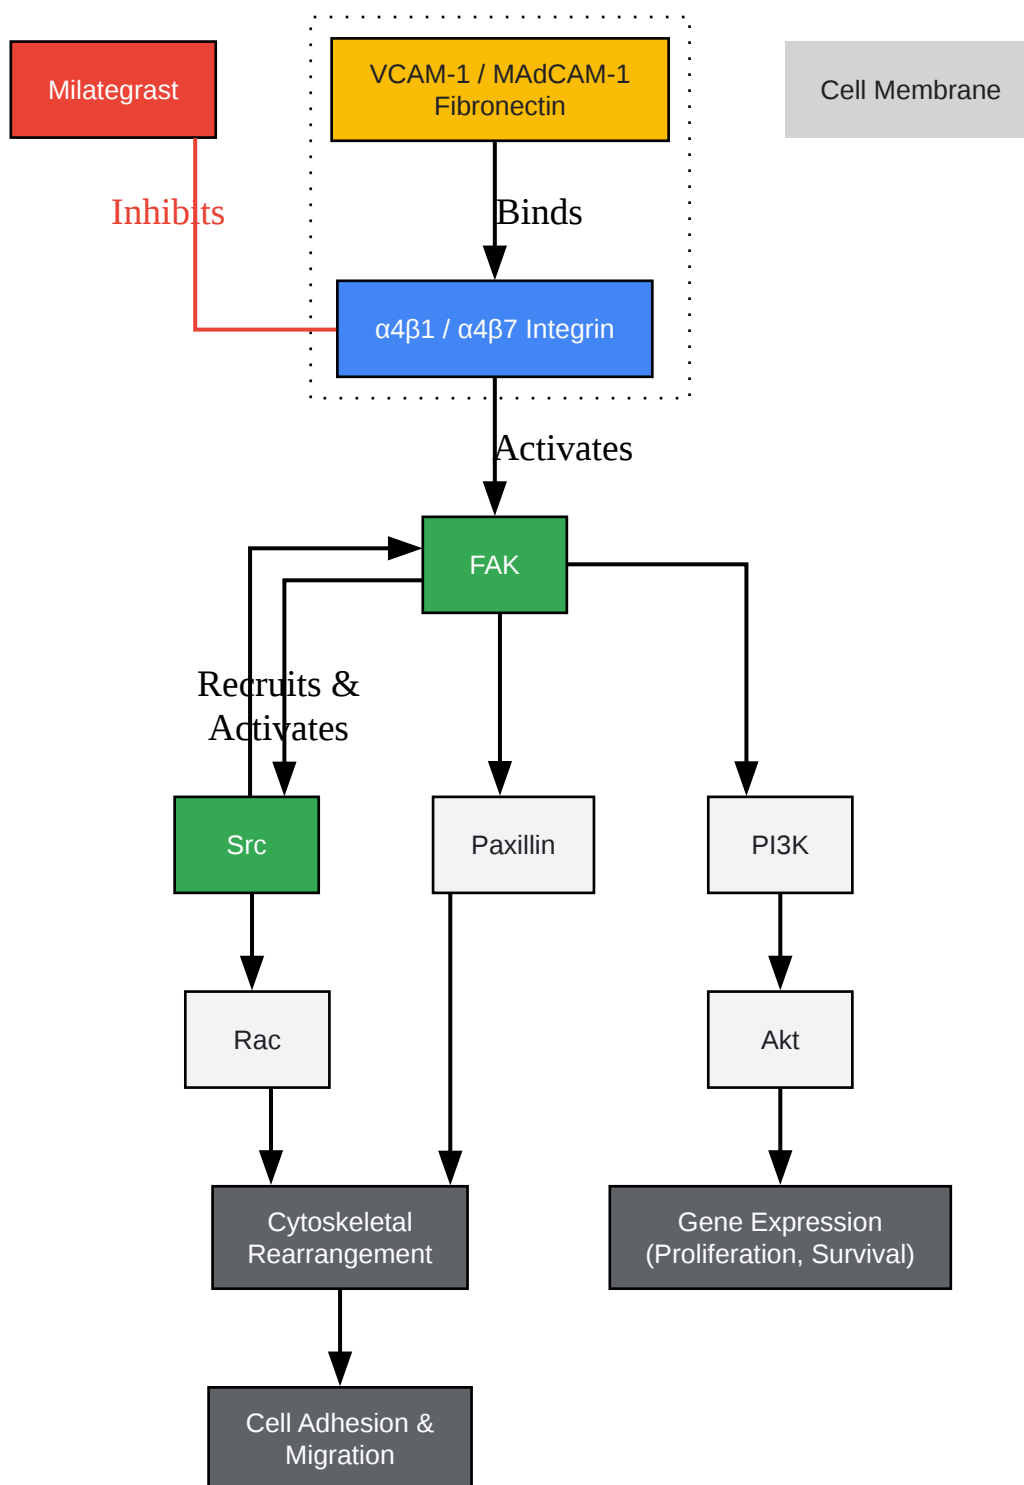 Milategrast
VCAM-1 / MAdCAM-1
Fibronectin
Cell Membrane
Inhibits
Binds
α4β1 / α4β7 Integrin
Activates
FAK
Recruits &
Activates
Src
Paxillin
PI3K
Rac
Akt
Cytoskeletal
Rearrangement
Gene Expression
(Proliferation, Survival)
Cell Adhesion &
Migration